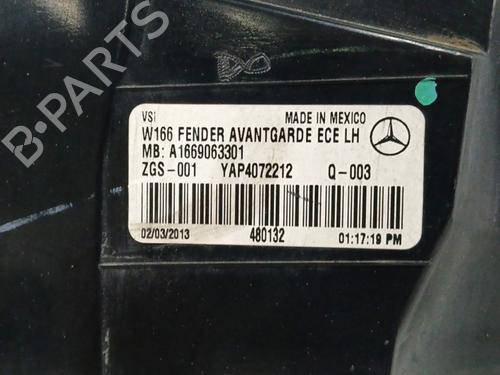 VSI MADE IN MEXICO
W166 FENDER AVANTGARDE ECE LH
MB: A1669063301
ZGS-001 YAP4072212 Q-003
02/03/2013 480132 01:17:19 PM
B-PARTS